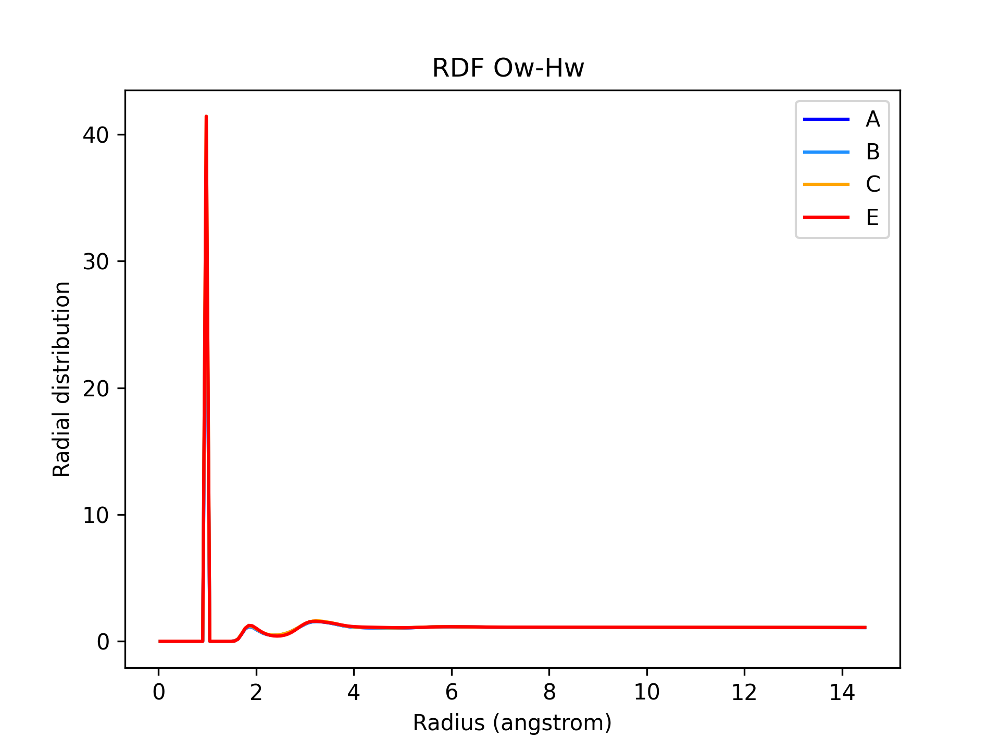 RDF Ow-Hw
A
B
C
E
40
30
20
10
0
Radial distribution
0 2 4 6 8 10 12 14
Radius (angstrom)